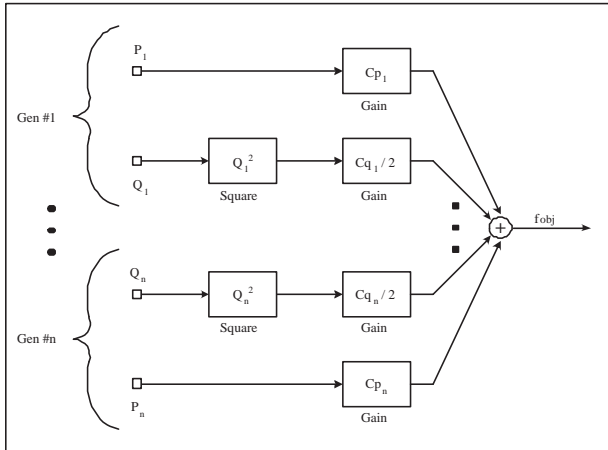 P₁
Cp₁
Gain
Gen #1
Q₁
Q₁²
Square
Cq₁ / 2
Gain
+
fobj
Qₙ
Qₙ²
Square
Cqₙ / 2
Gain
Gen #n
Pₙ
Cpₙ
Gain